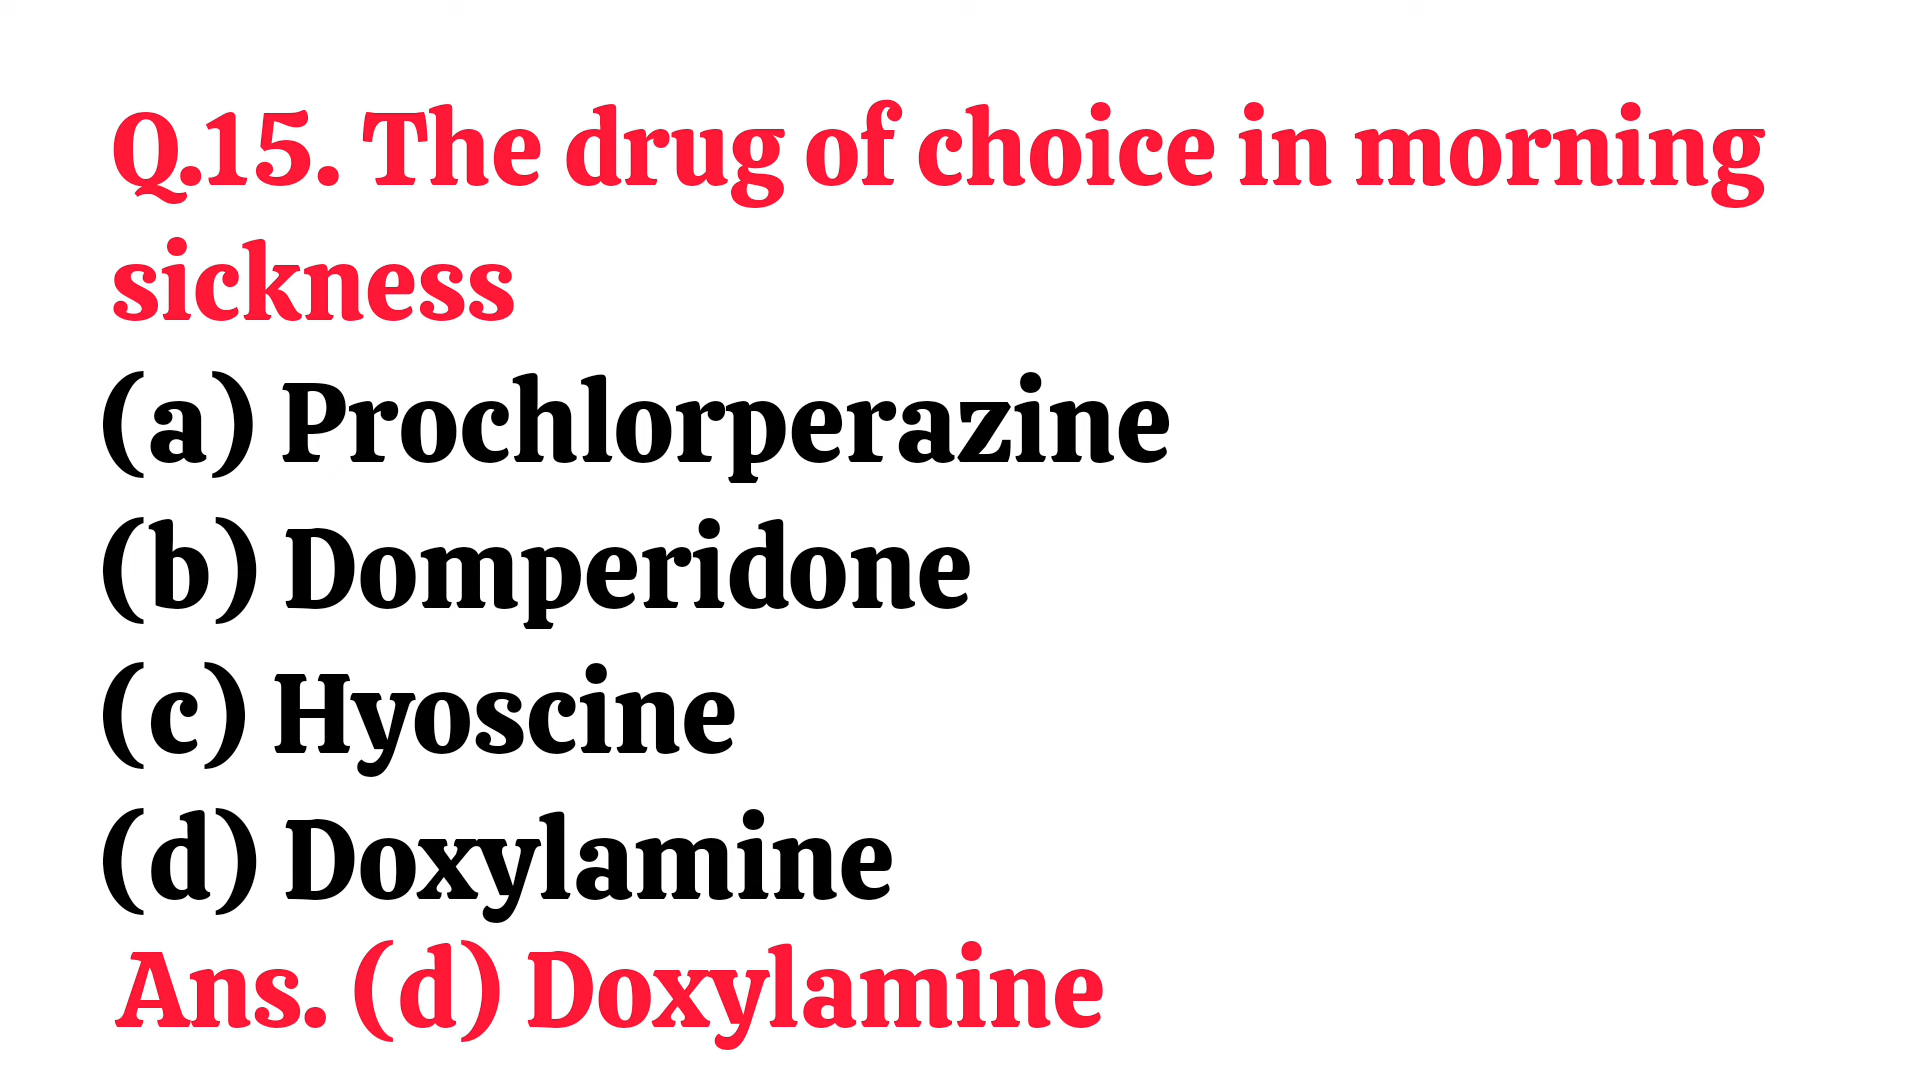 Q.15. The drug of choice in morning
sickness
(a) Prochlorperazine
(b) Domperidone
(c) Hyoscine
(d) Doxylamine
Ans. (d) Doxylamine